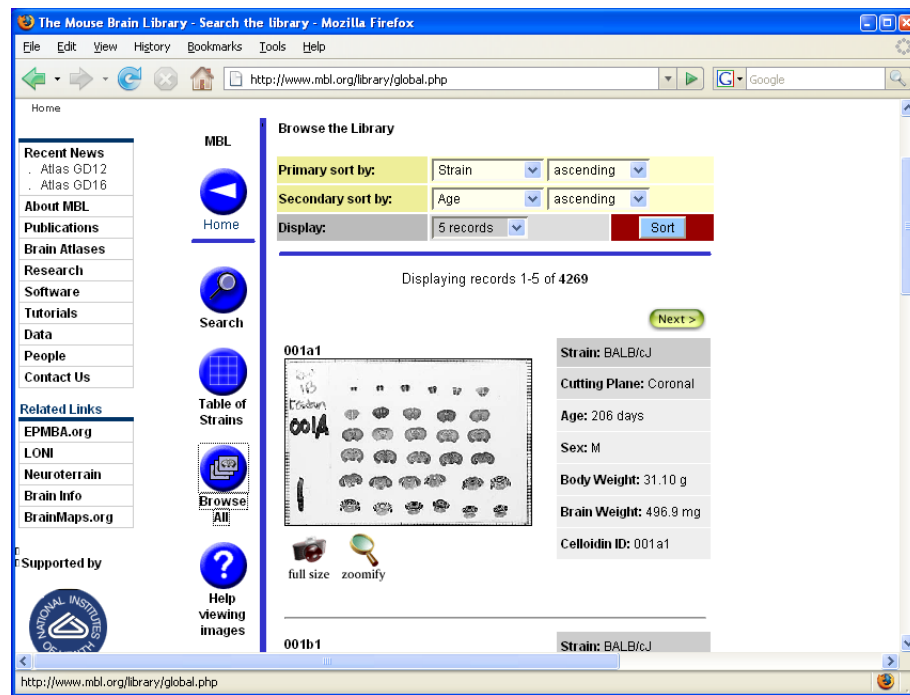 The Mouse Brain Library - Search the library - Mozilla Firefox
File Edit View History Bookmarks Tools Help
http://www.mbl.org/library/global.php
Google
Home
Recent News
. Atlas GD12
. Atlas GD16
About MBL
Publications
Brain Atlases
Research
Software
Tutorials
Data
People
Contact Us
Related Links
EPMBA.org
LONI
Neuroterrain
Brain Info
BrainMaps.org
Supported by
NATIONAL INSTITUTES OF HEALTH
MBL
Home
Search
Table of
Strains
Browse
All
Help
viewing
images
Browse the Library
Primary sort by: Strain ascending
Secondary sort by: Age ascending
Display: 5 records Sort
Displaying records 1-5 of 4269
Next >
001a1
001A
full size zoomify
Strain: BALB/cJ
Cutting Plane: Coronal
Age: 206 days
Sex: M
Body Weight: 31.10 g
Brain Weight: 496.9 mg
Celloidin ID: 001a1
001b1
Strain: BALB/cJ
http://www.mbl.org/library/global.php